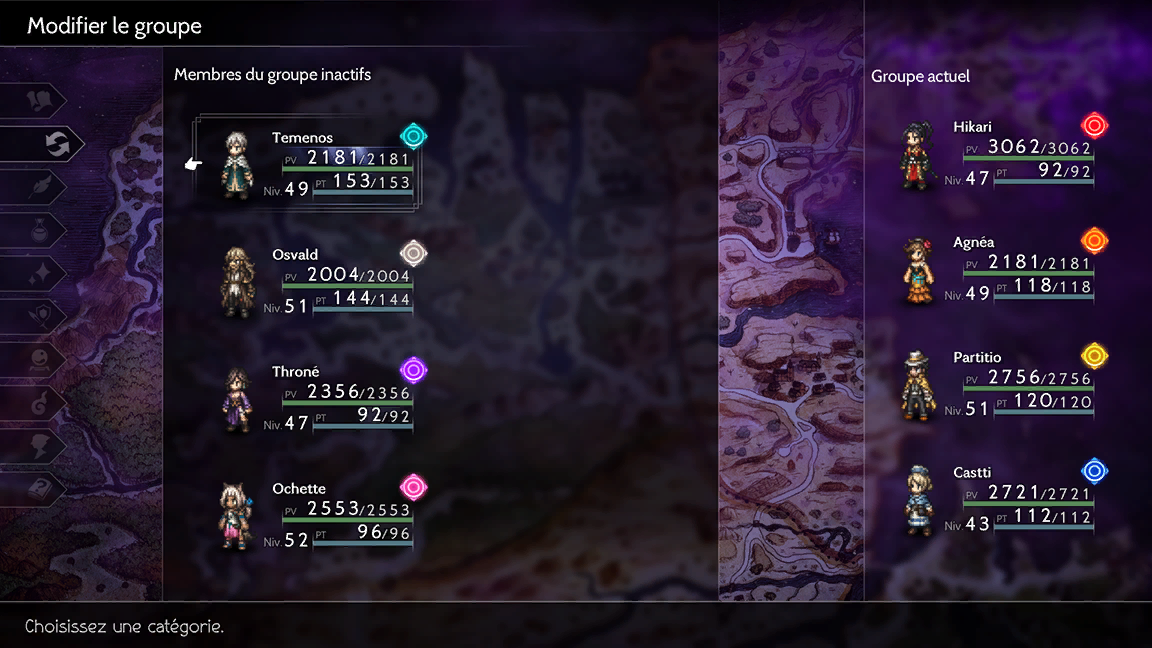 Modifier le groupe
Membres du groupe inactifs
Temenos
PV 2181/2181
Niv. 49 PT 153/153
Osvald
PV 2004/2004
Niv. 51 PT 144/144
Throné
PV 2356/2356
Niv. 47 PT 92/92
Ochette
PV 2553/2553
Niv. 52 PT 96/96
Groupe actuel
Hikari
PV 3062/3062
Niv. 47 PT 92/92
Agnéa
PV 2181/2181
Niv. 49 PT 118/118
Partitio
PV 2756/2756
Niv. 51 PT 120/120
Castti
PV 2721/2721
Niv. 43 PT 112/112
Choisissez une catégorie.